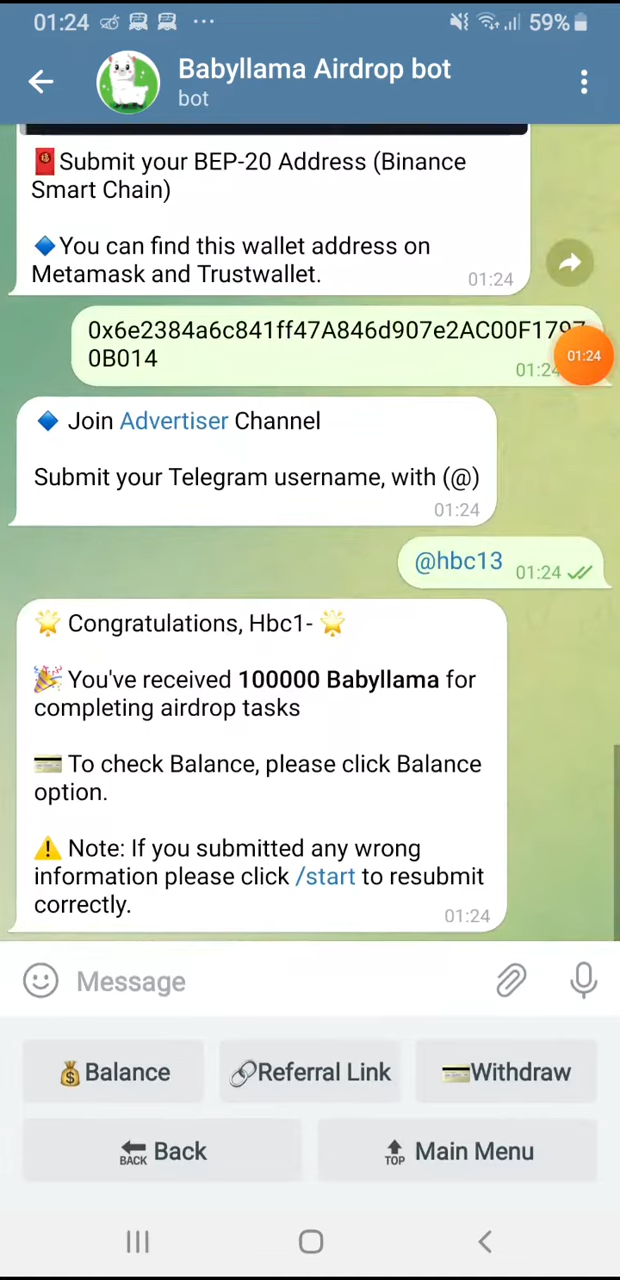 01:24 59%
Babyllama Airdrop bot
bot
Submit your BEP-20 Address (Binance
Smart Chain)
You can find this wallet address on
Metamask and Trustwallet.
01:24
0x6e2384a6c841ff47A846d907e2AC00F1797
0B014
01:24
01:24
Join Advertiser Channel
Submit your Telegram username, with (@)
01:24
@hbc13
01:24
Congratulations, Hbc1-
You've received 100000 Babyllama for
completing airdrop tasks
To check Balance, please click Balance
option.
Note: If you submitted any wrong
information please click /start to resubmit
correctly.
01:24
Message
Balance
Referral Link
Withdraw
BACK Back
TOP Main Menu